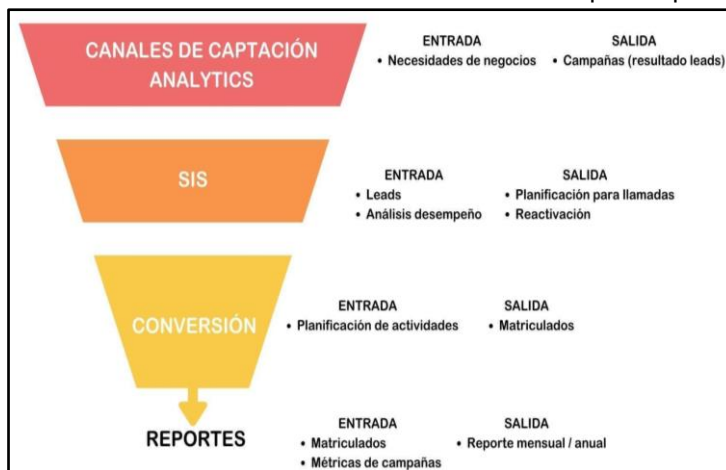 CANALES DE CAPTACIÓN
ANALYTICS
ENTRADA
• Necesidades de negocios
SALIDA
• Campañas (resultado leads)
SIS
ENTRADA
• Leads
• Análisis desempeño
SALIDA
• Planificación para llamadas
• Reactivación
CONVERSIÓN
ENTRADA
• Planificación de actividades
SALIDA
• Matriculados
REPORTES
ENTRADA
• Matriculados
• Métricas de campañas
SALIDA
• Reporte mensual / anual